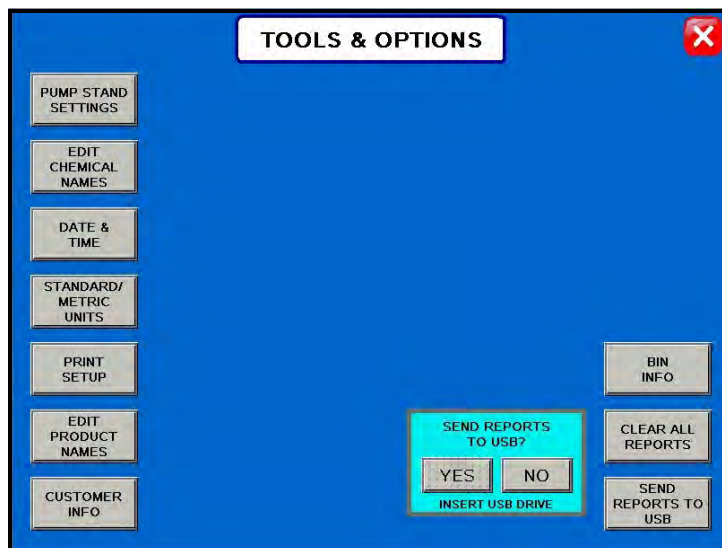 TOOLS & OPTIONS
PUMP STAND
SETTINGS
EDIT
CHEMICAL
NAMES
DATE &
TIME
STANDARD/
METRIC
UNITS
PRINT
SETUP
EDIT
PRODUCT
NAMES
CUSTOMER
INFO
SEND REPORTS
TO USB?
YES NO
INSERT USB DRIVE
BIN
INFO
CLEAR ALL
REPORTS
SEND
REPORTS TO
USB